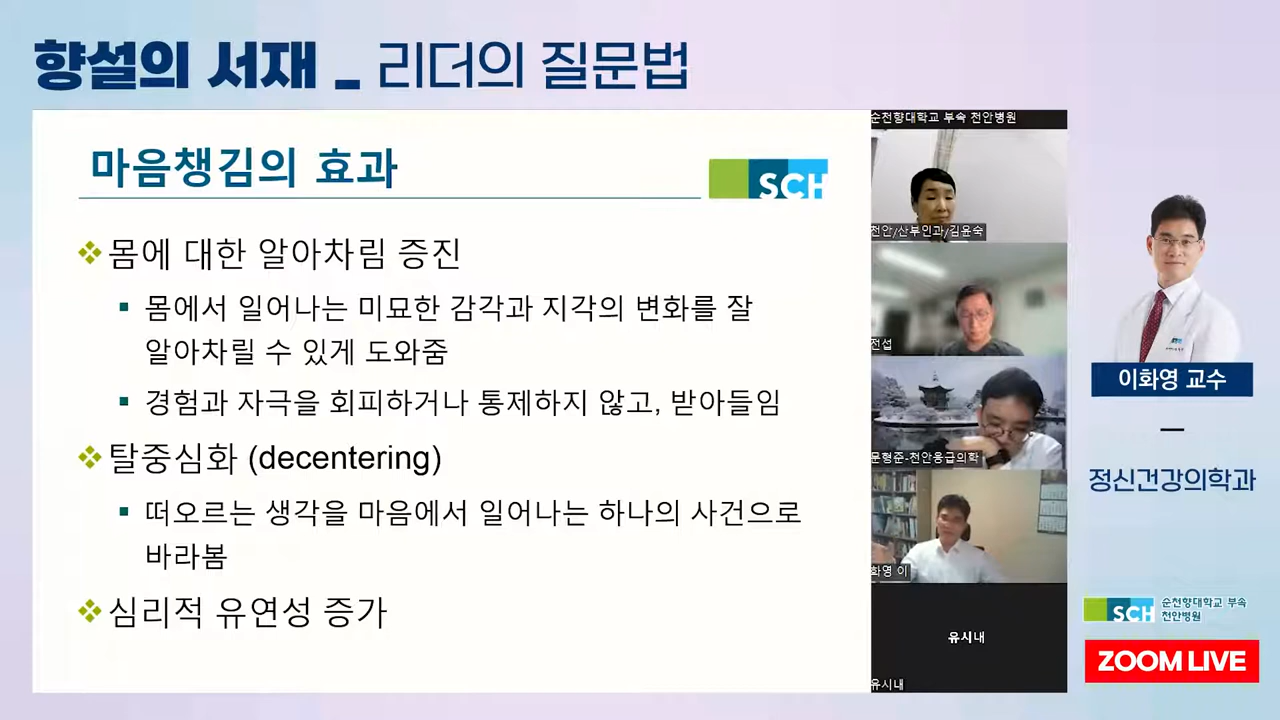 향설의 서재 _ 리더의 질문법
마음챙김의 효과
SCH
몸에 대한 알아차림 증진
몸에서 일어나는 미묘한 감각과 지각의 변화를 잘
알아차릴 수 있게 도와줌
경험과 자극을 회피하거나 통제하지 않고, 받아들임
탈중심화 (decentering)
떠오르는 생각을 마음에서 일어나는 하나의 사건으로
바라봄
심리적 유연성 증가
순천향대학교 부속 천안병원
천안/산부인과/김윤숙
전섭
문형준-천안응급의학
화영 이
유시내
유시내
이화영 교수
정신건강의학과
SCH
순천향대학교 부속
천안병원
ZOOM LIVE